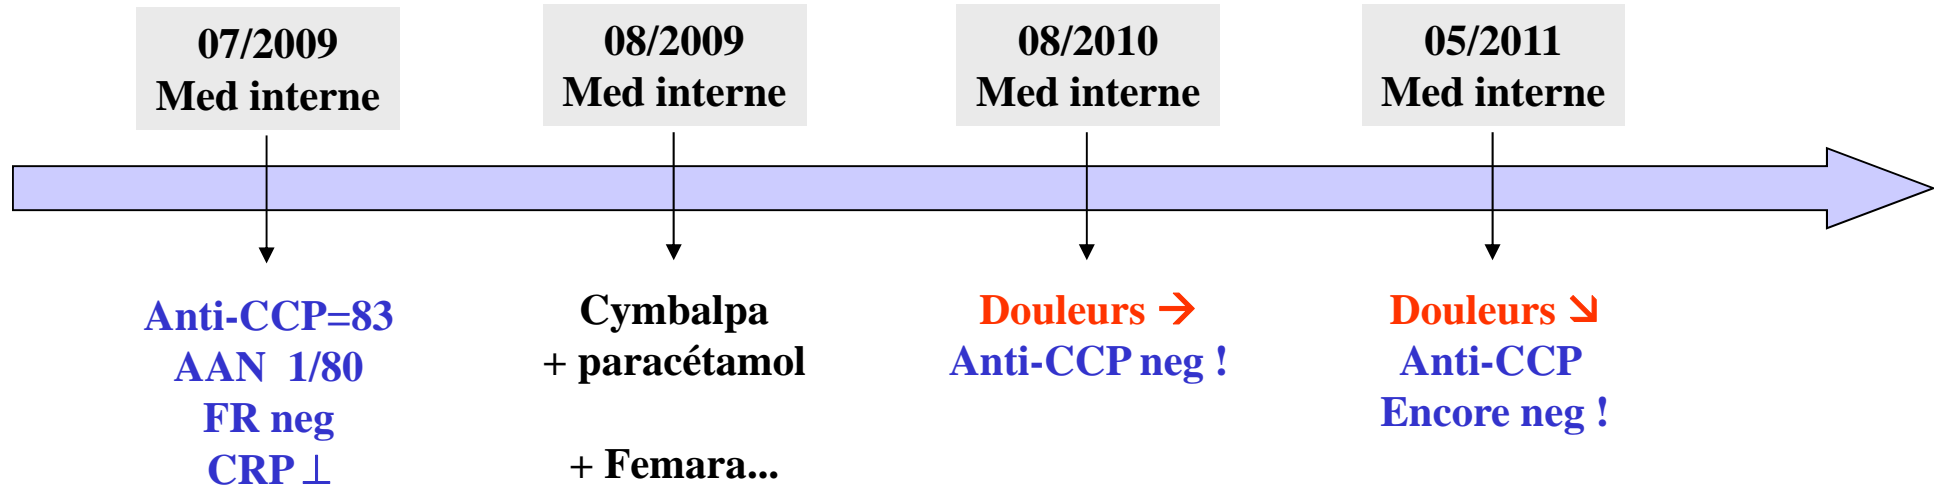 07/2009
Med interne
08/2009
Med interne
08/2010
Med interne
05/2011
Med interne
Anti-CCP=83
AAN 1/80
FR neg
CRP ⊥
Cymbalpa
+ paracétamol
+ Femara...
Douleurs →
Anti-CCP neg !
Douleurs ↘
Anti-CCP
Encore neg !